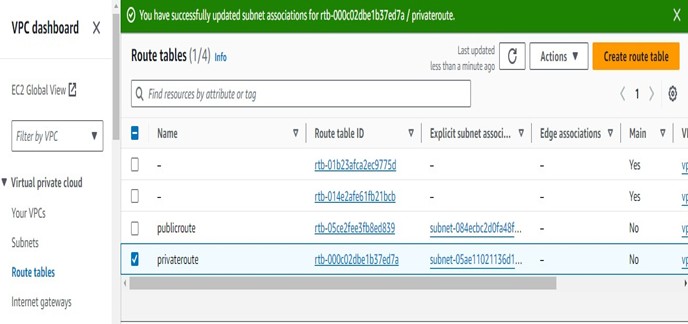 VPC dashboard
EC2 Global View
Filter by VPC
Virtual private cloud
Your VPCs
Subnets
Route tables
Internet gateways
You have successfully updated subnet associations for rtb-000c02dbe1b37ed7a / privateroute.
Route tables (1/4) Info
Last updated
less than a minute ago
Actions
Create route table
Find resources by attribute or tag
1
Name Route table ID Explicit subnet associ... Edge associations Main VI
– rtb-01b23afca2ec9775d – – Yes vp
– rtb-014e2afe61fb21bcb – – Yes vp
publicroute rtb-05ce2fee3fb8ed839 subnet-084ecbc2d0fa48f... – No vp
privateroute rtb-000c02dbe1b37ed7a subnet-05ae11021136d1... – No vp